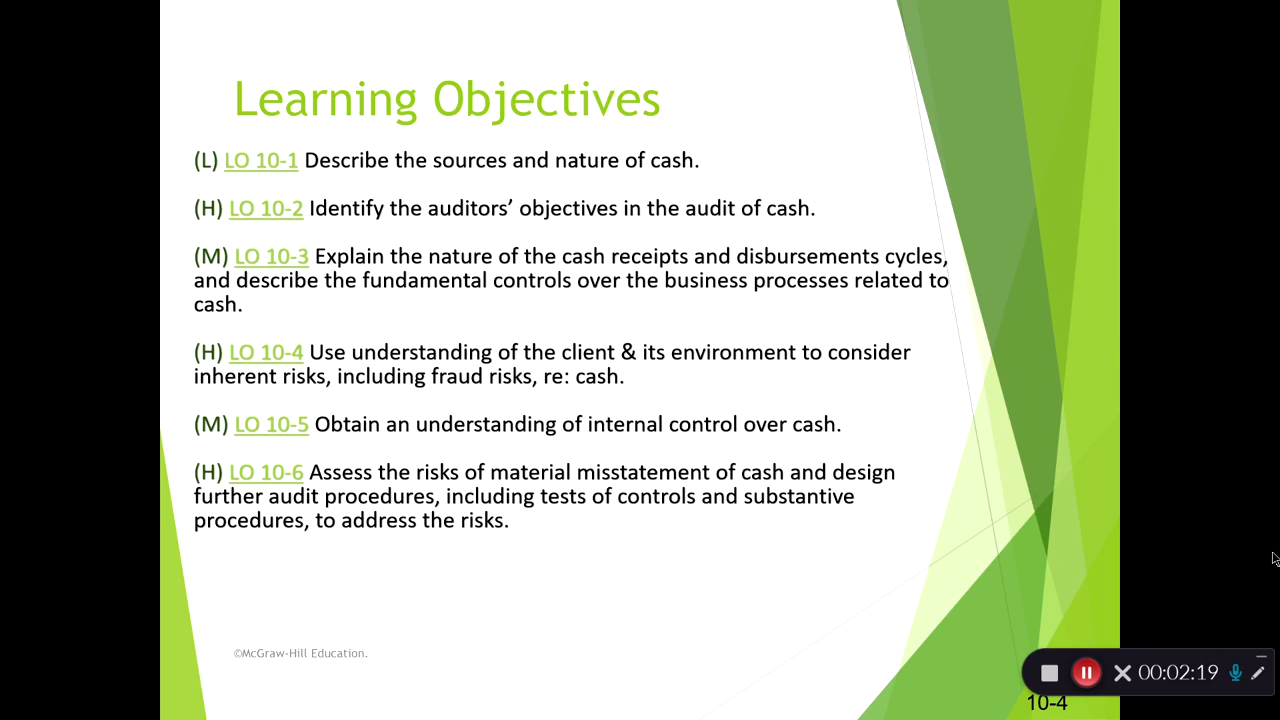 Learning Objectives
(L) LO 10-1 Describe the sources and nature of cash.
(H) LO 10-2 Identify the auditors’ objectives in the audit of cash.
(M) LO 10-3 Explain the nature of the cash receipts and disbursements cycles,
and describe the fundamental controls over the business processes related to
cash.
(H) LO 10-4 Use understanding of the client & its environment to consider
inherent risks, including fraud risks, re: cash.
(M) LO 10-5 Obtain an understanding of internal control over cash.
(H) LO 10-6 Assess the risks of material misstatement of cash and design
further audit procedures, including tests of controls and substantive
procedures, to address the risks.
©McGraw-Hill Education.
00:02:19
10-4